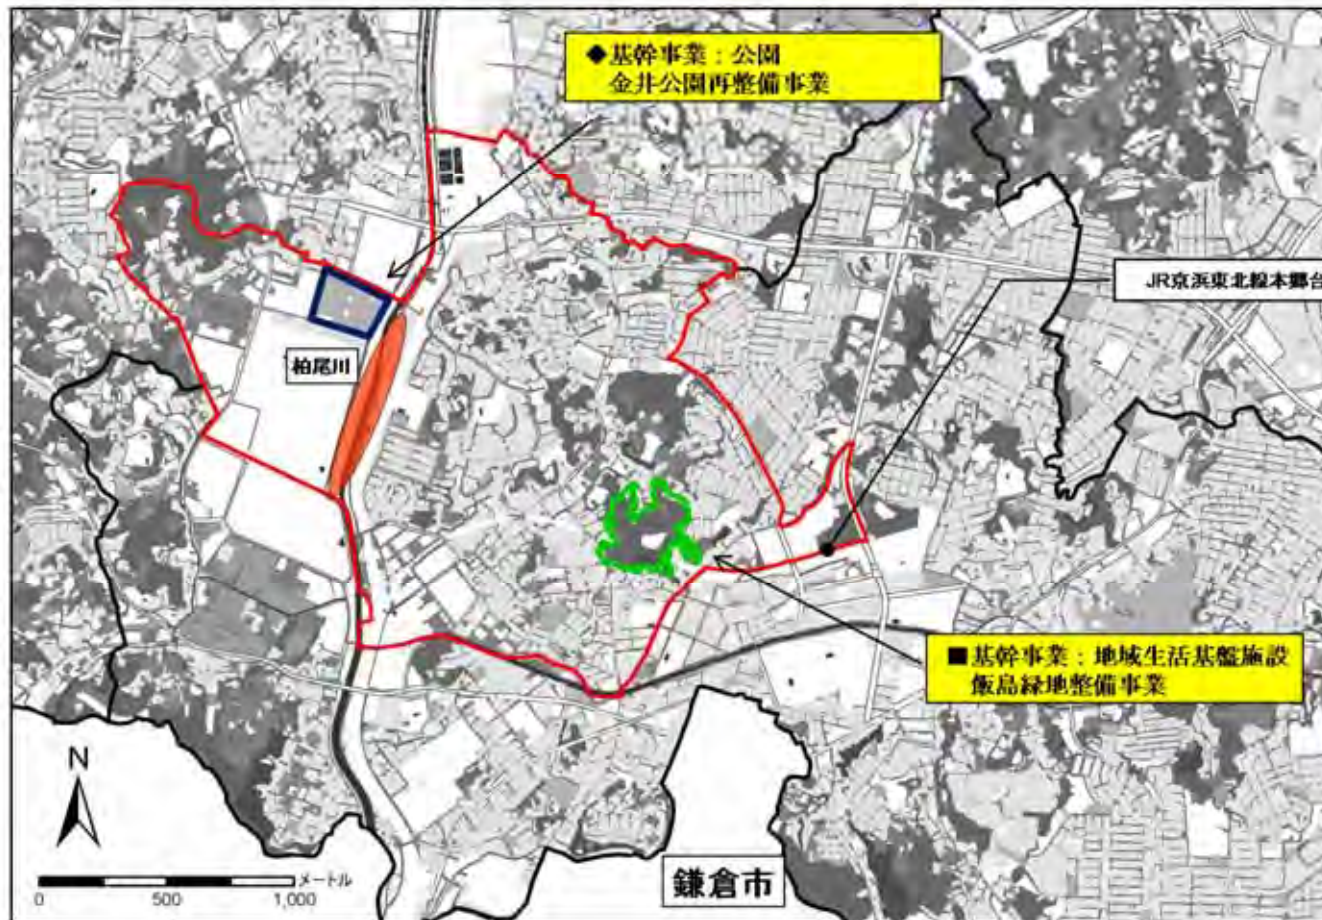 ◆基幹事業：公園
金井公園再整備事業
JR京浜東北線本郷台
柏尾川
■基幹事業：地域生活基盤施設
飯島緑地整備事業
N
メートル
0 500 1,000
鎌倉市